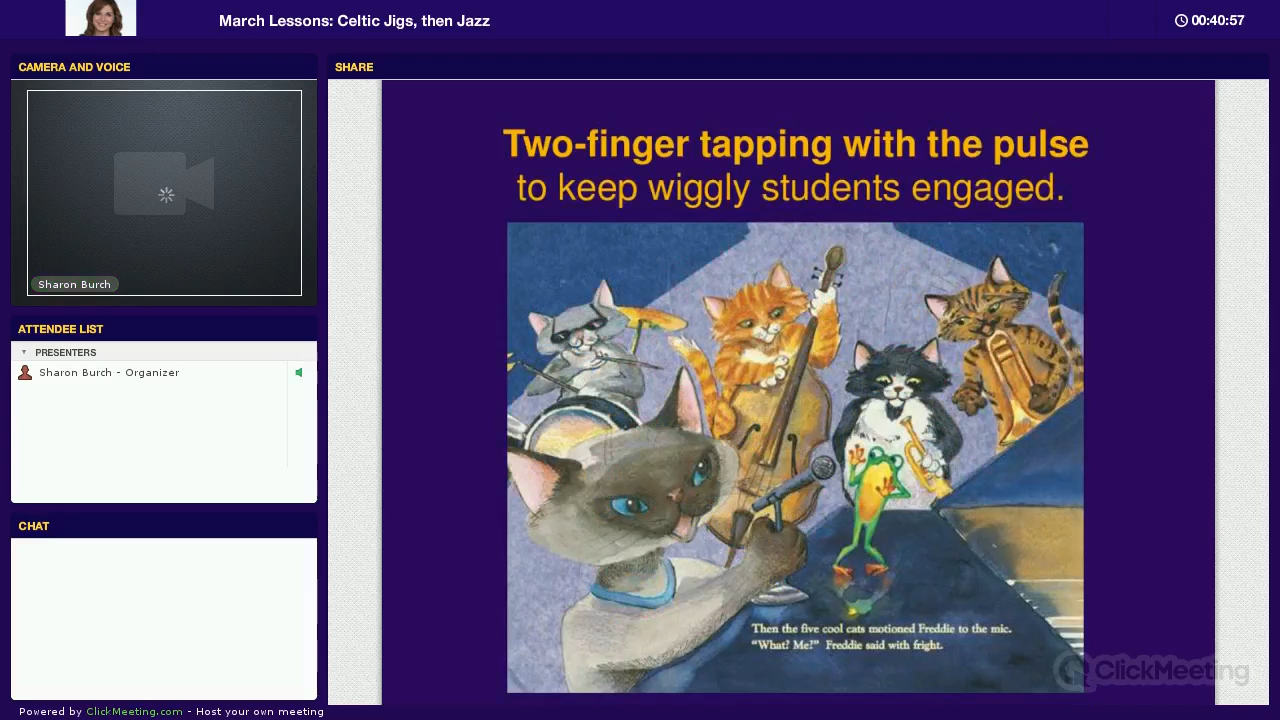 March Lessons: Celtic Jigs, then Jazz
00:40:57
CAMERA AND VOICE
Sharon Burch
ATTENDEE LIST
PRESENTERS
Sharon Burch - Organizer
CHAT
SHARE
Two-finger tapping with the pulse
to keep wiggly students engaged.
Then the five cool cats motioned Freddie to the mic.
“What? Me?” Freddie said with fright.
ClickMeeting
Powered by ClickMeeting.com - Host your own meeting